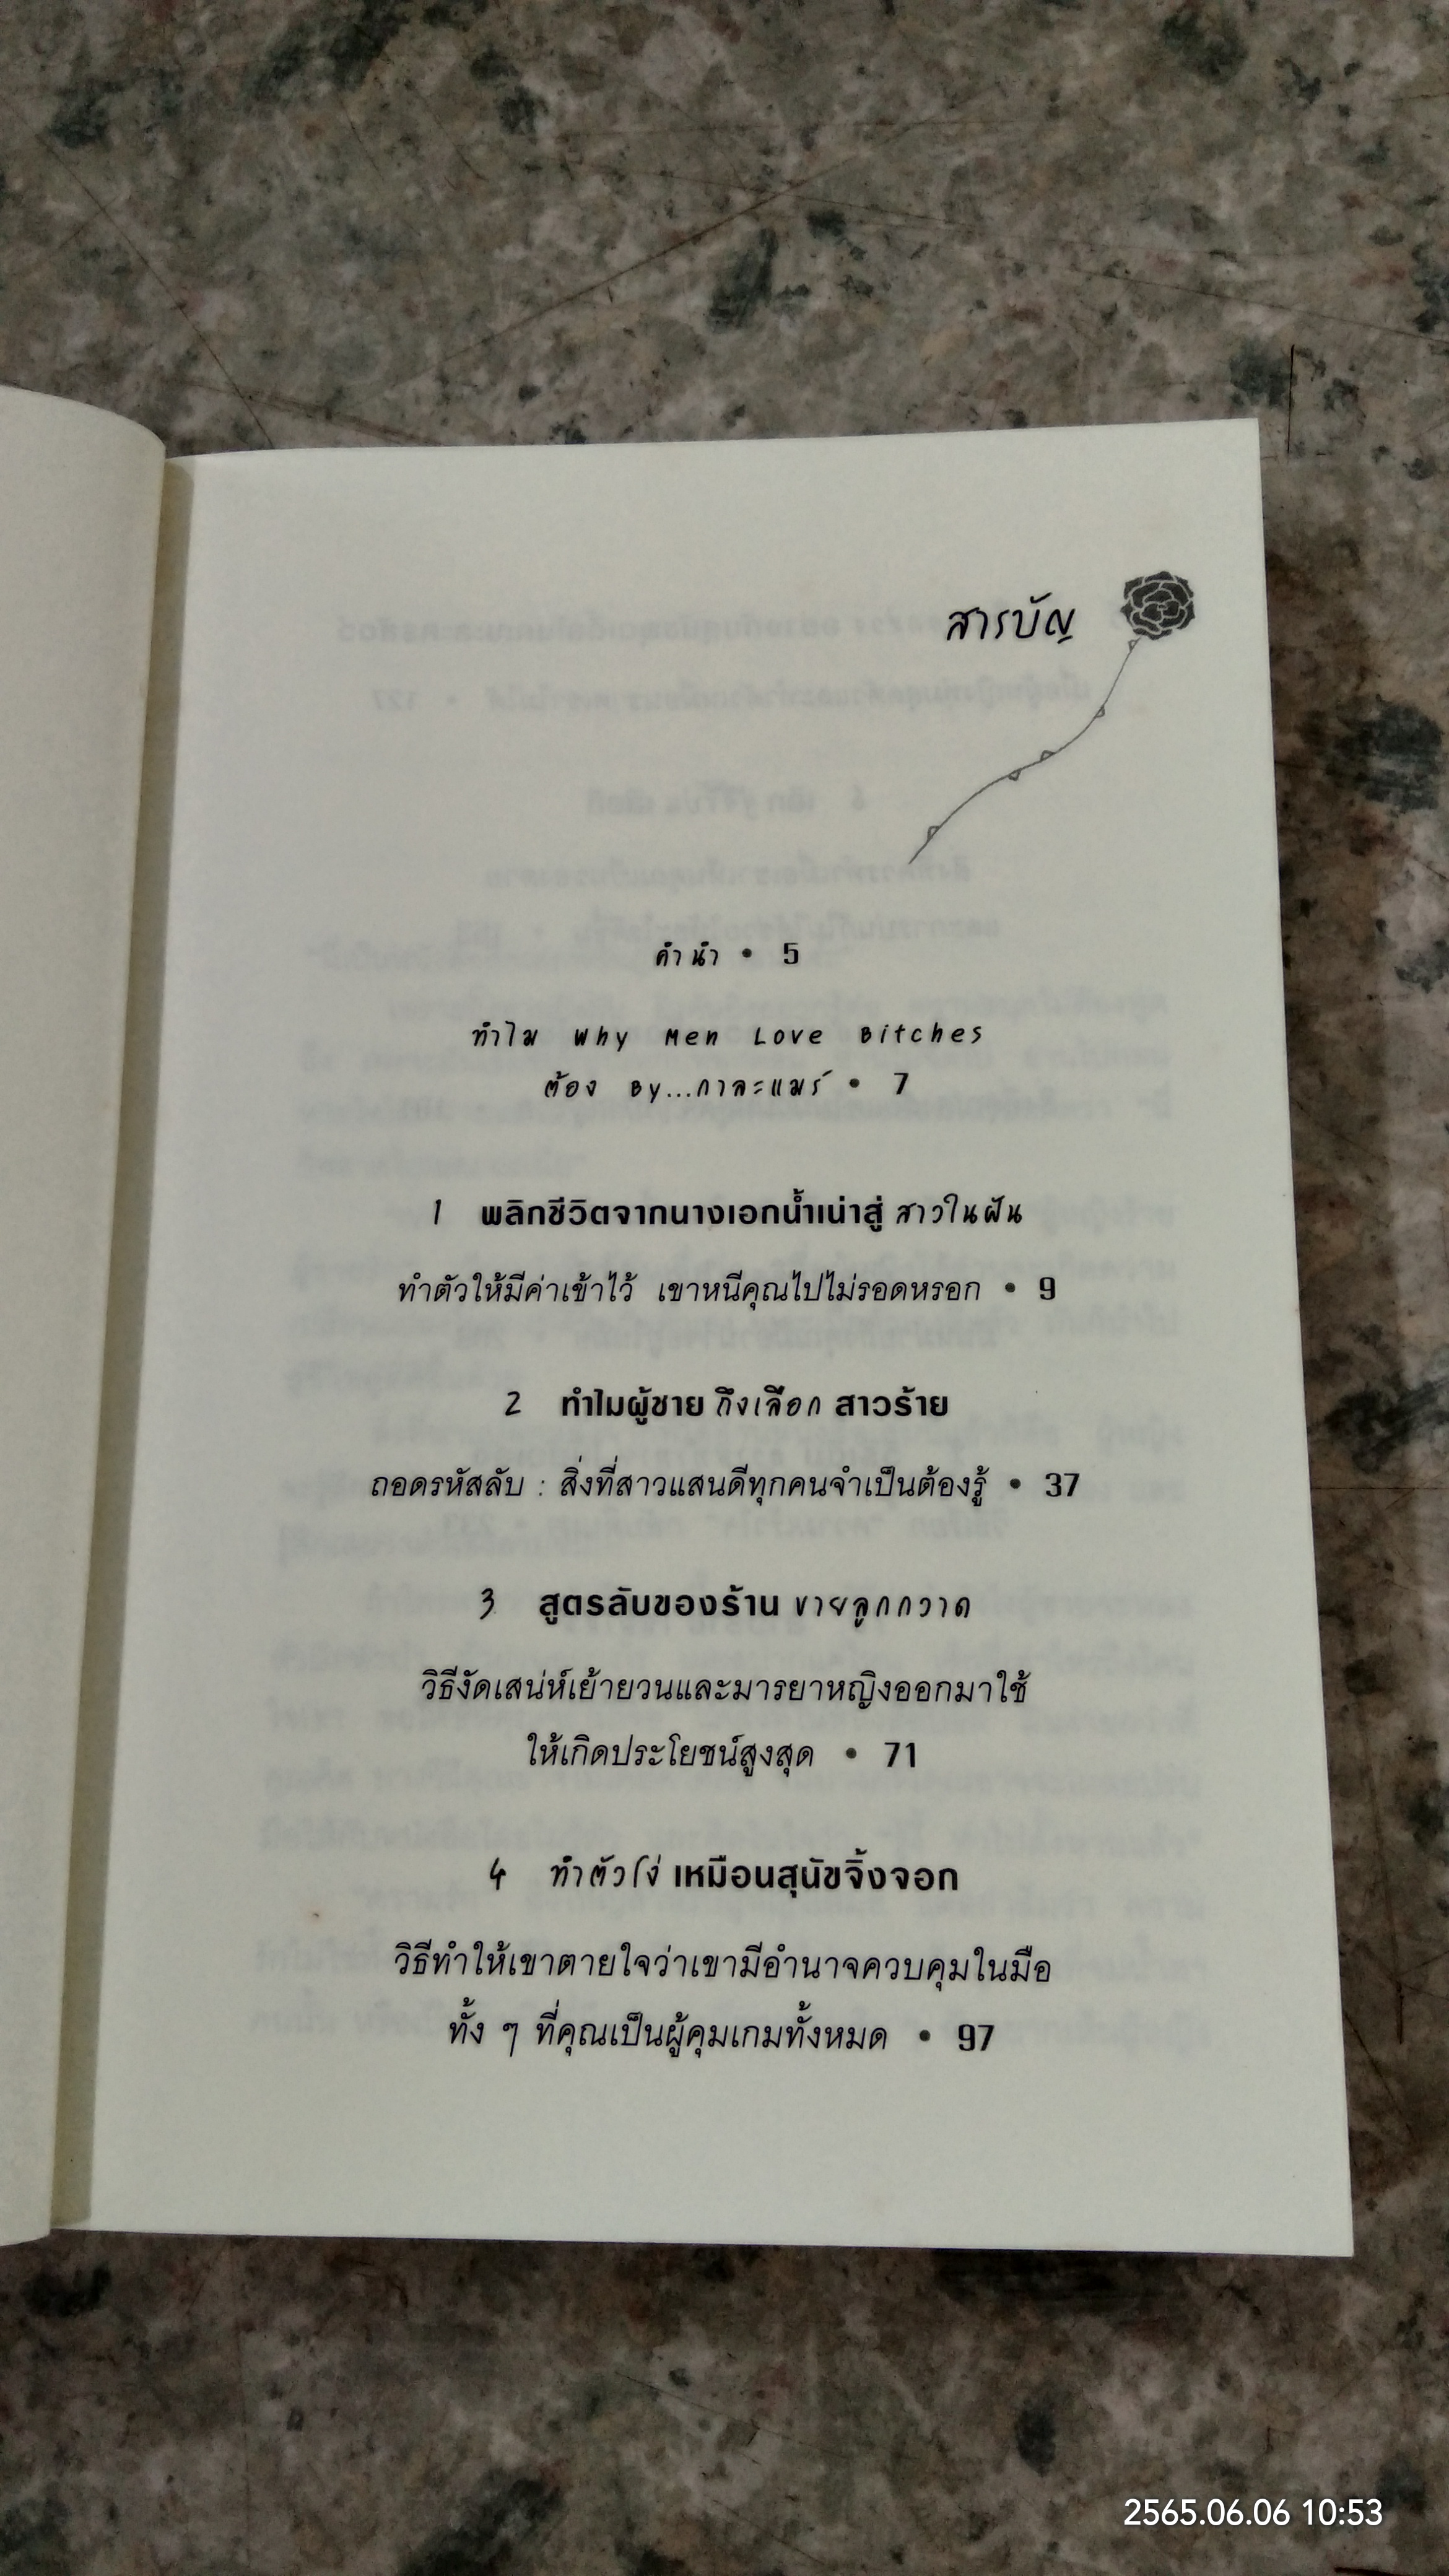 สารบัญ
คำนำ • 5
ทำไม Why Men Love Bitches
ต้อง By...กาละแมร์ • 7
1 พลิกชีวิตจากนางเอกน้ำเน่าสู่ สาวในฝัน
ทำตัวให้มีค่าเข้าไว้ เขาหนีคุณไปไม่รอดหรอก • 9
2 ทำไมผู้ชาย ถึงเลือก สาวร้าย
ถอดรหัสลับ : สิ่งที่สาวแสนดีทุกคนจำเป็นต้องรู้ • 37
3 สูตรลับของร้าน ขายลูกกวาด
วิธีงัดเสน่ห์เย้ายวนและมารยาหญิงออกมาใช้
ให้เกิดประโยชน์สูงสุด • 71
4 ทำตัวโง่ เหมือนสุนัขจิ้งจอก
วิธีทำให้เขาตายใจว่าเขามีอำนาจควบคุมในมือ
ทั้ง ๆ ที่คุณเป็นผู้คุมเกมทั้งหมด • 97
2565.06.06 10:53